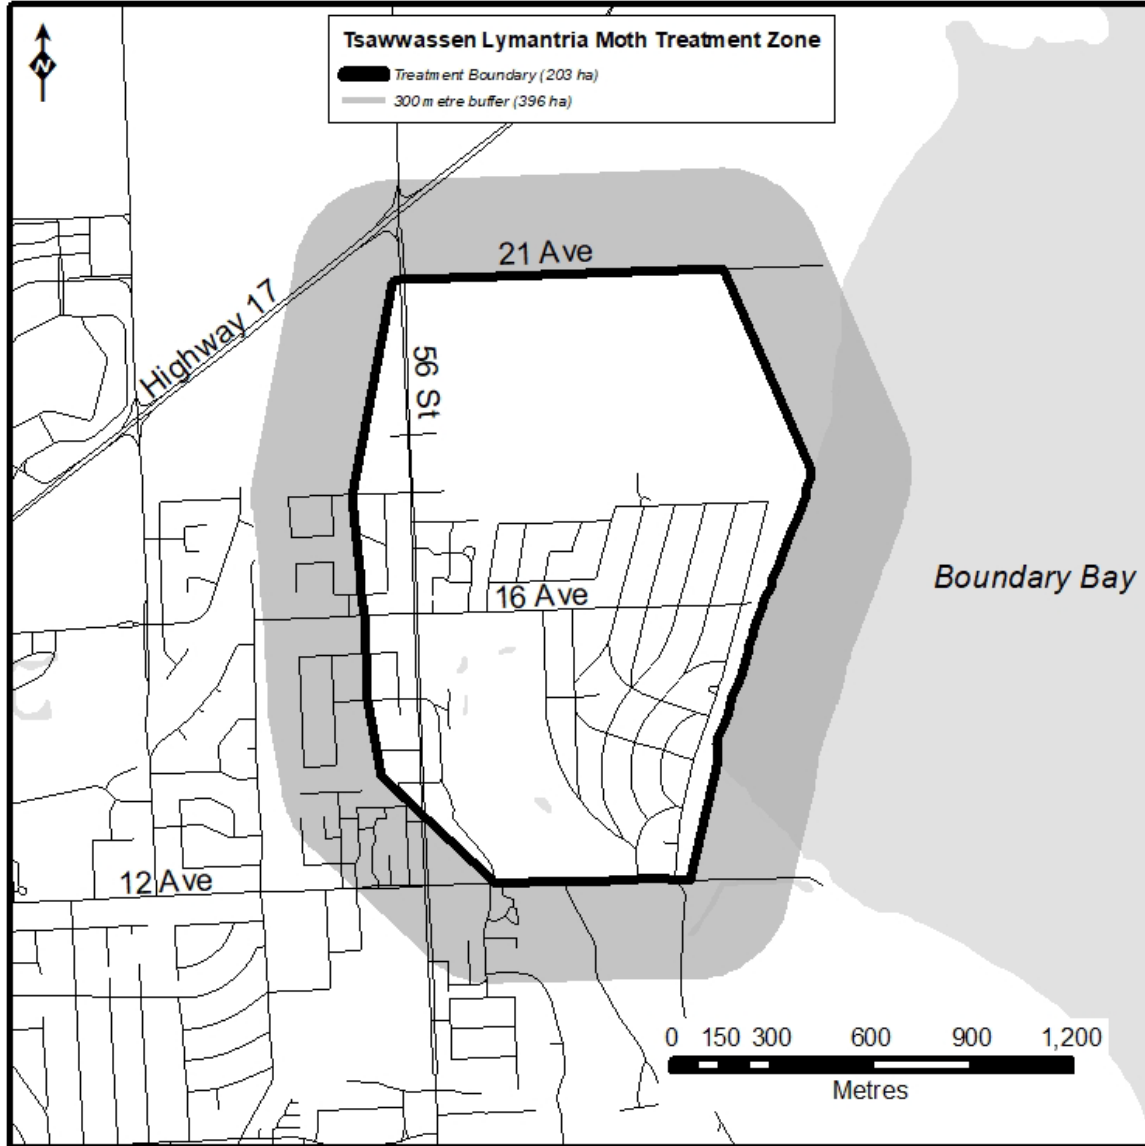 N
Tsawwassen Lymantria Moth Treatment Zone
Treatment Boundary (203 ha)
300 metre buffer (396 ha)
21 Ave
Highway 17
56 St
16 Ave
Boundary Bay
12 Ave
0 150 300 600 900 1,200
Metres